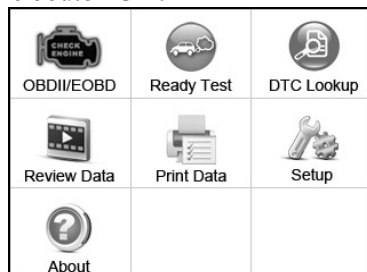 CHECK
ENGINE
OBDII/EOBD
Ready Test
DTC Lookup
Review Data
Print Data
Setup
About